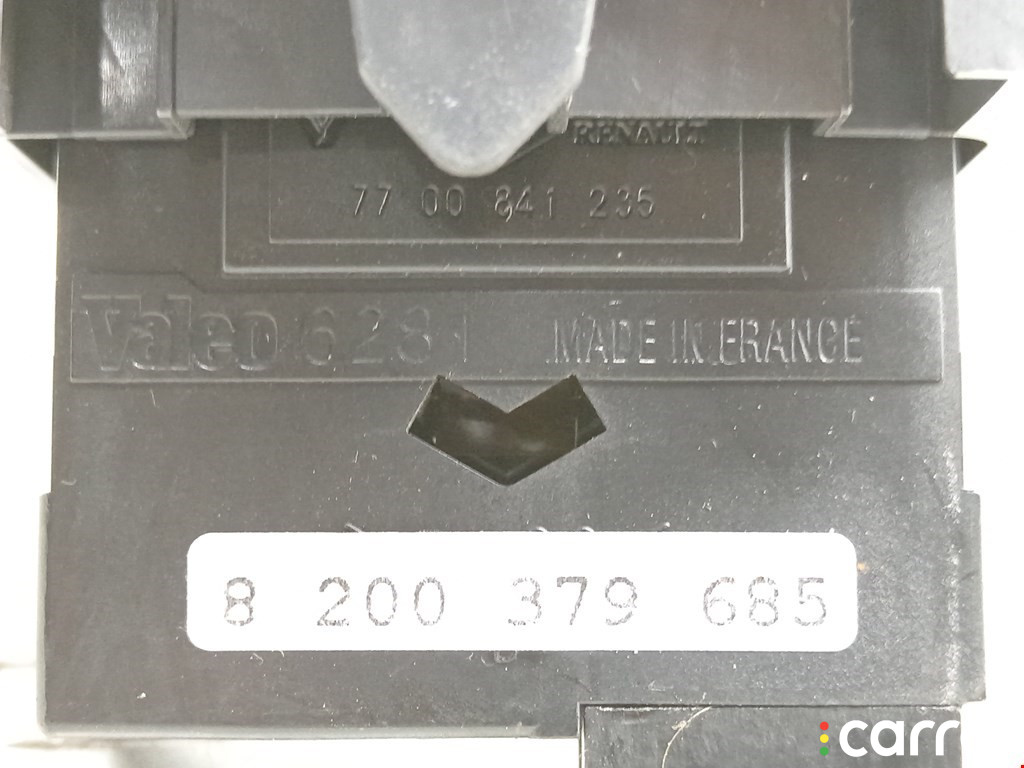 RENAULT
77 00 841 235
Valeo 6281 MADE IN FRANCE
8 200 379 685
carr